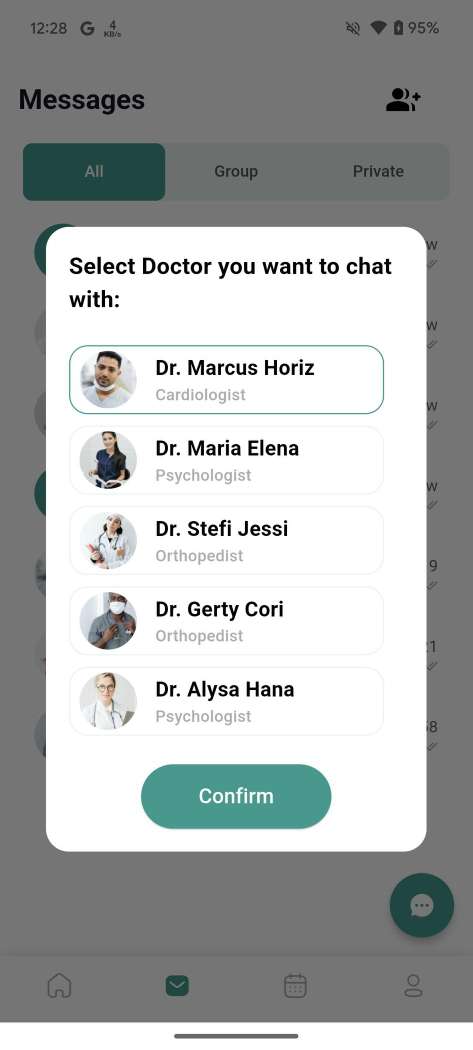 12:28 G 4 KB/s 95%
Messages
All Group Private
Select Doctor you want to chat
with:
Dr. Marcus Horiz
Cardiologist
Dr. Maria Elena
Psychologist
Dr. Stefi Jessi
Orthopedist
Dr. Gerty Cori
Orthopedist
Dr. Alysa Hana
Psychologist
Confirm